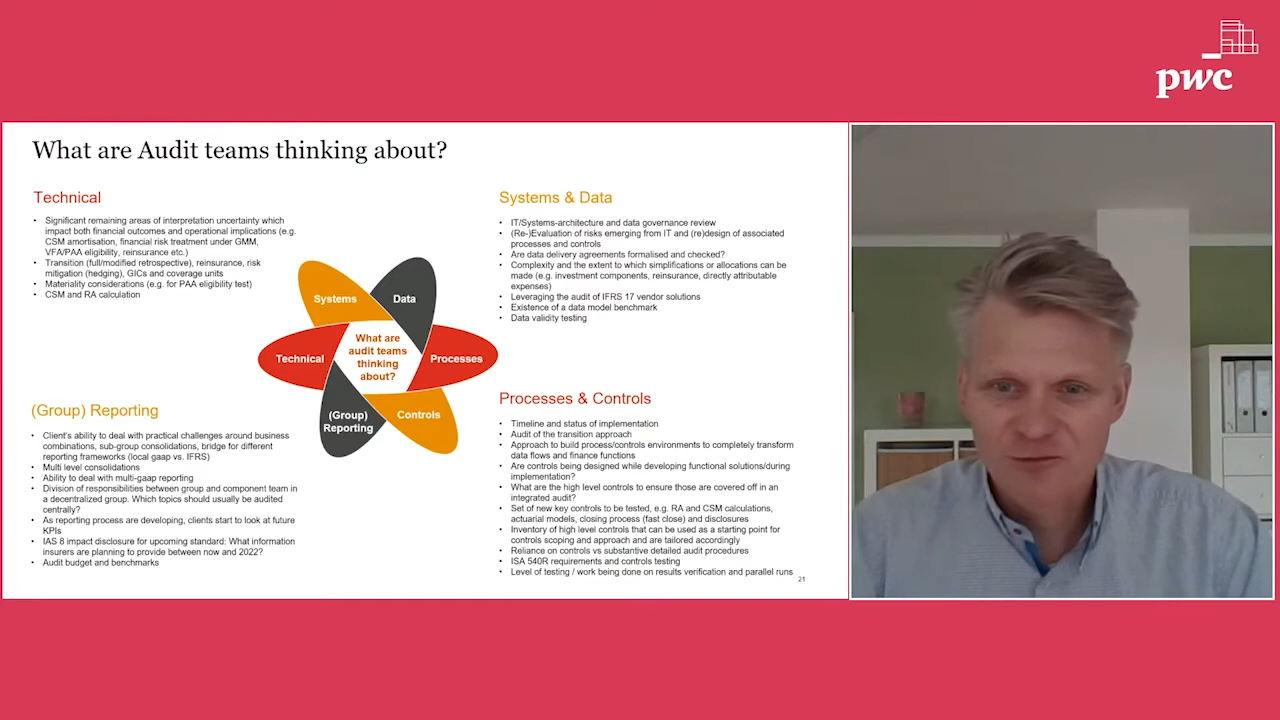 pwc
What are Audit teams thinking about?
Technical
• Significant remaining areas of interpretation uncertainty which
impact both financial outcomes and operational implications (e.g.
CSM amortisation, financial risk treatment under GMM,
VFA/PAA eligibility, reinsurance etc.)
• Transition (full/modified retrospective), reinsurance, risk
mitigation (hedging), GICs and coverage units
• Materiality considerations (e.g. for PAA eligibility test)
• CSM and RA calculation
Systems & Data
• IT/Systems-architecture and data governance review
• (Re-)Evaluation of risks emerging from IT and (re)design of associated
processes and controls
• Are data delivery agreements formalised and checked?
• Complexity and the extent to which simplifications or allocations can be
made (e.g. investment components, reinsurance, directly attributable
expenses)
• Leveraging the audit of IFRS 17 vendor solutions
• Existence of a data model benchmark
• Data validity testing
Systems
Data
Technical
What are
audit teams
thinking
about?
Processes
(Group)
Reporting
Controls
(Group) Reporting
• Client's ability to deal with practical challenges around business
combinations, sub-group consolidations, bridge for different
reporting frameworks (local gaap vs. IFRS)
• Multi level consolidations
• Ability to deal with multi-gaap reporting
• Division of responsibilities between group and component team in
a decentralized group. Which topics should usually be audited
centrally?
• As reporting process are developing, clients start to look at future
KPIs
• IAS 8 impact disclosure for upcoming standard: What information
insurers are planning to provide between now and 2022?
• Audit budget and benchmarks
Processes & Controls
• Timeline and status of implementation
• Audit of the transition approach
• Approach to build process/controls environments to completely transform
data flows and finance functions
• Are controls being designed while developing functional solutions/during
implementation?
• What are the high level controls to ensure those are covered off in an
integrated audit?
• Set of new key controls to be tested, e.g. RA and CSM calculations,
actuarial models, closing process (fast close) and disclosures
• Inventory of high level controls that can be used as a starting point for
controls scoping and approach and are tailored accordingly
• Reliance on controls vs substantive detailed audit procedures
• ISA 540R requirements and controls testing
• Level of testing / work being done on results verification and parallel runs
21